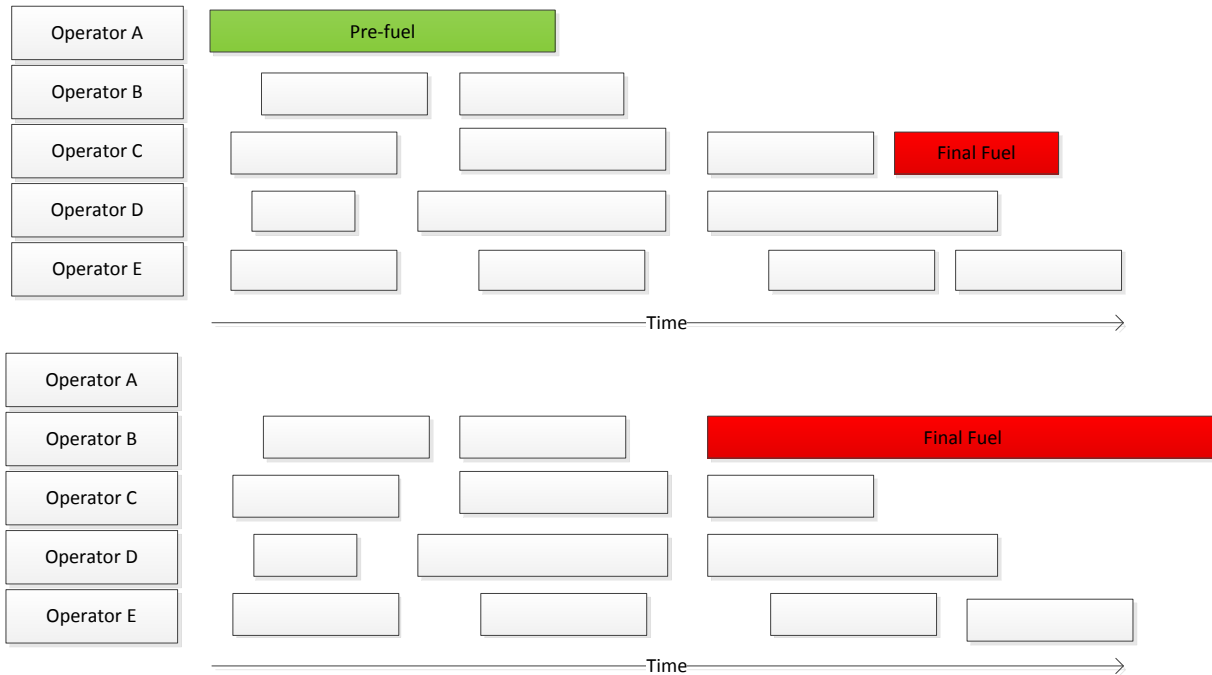 Operator A
Pre-fuel
Operator B
Operator C
Final Fuel
Operator D
Operator E
Time
Operator A
Operator B
Final Fuel
Operator C
Operator D
Operator E
Time